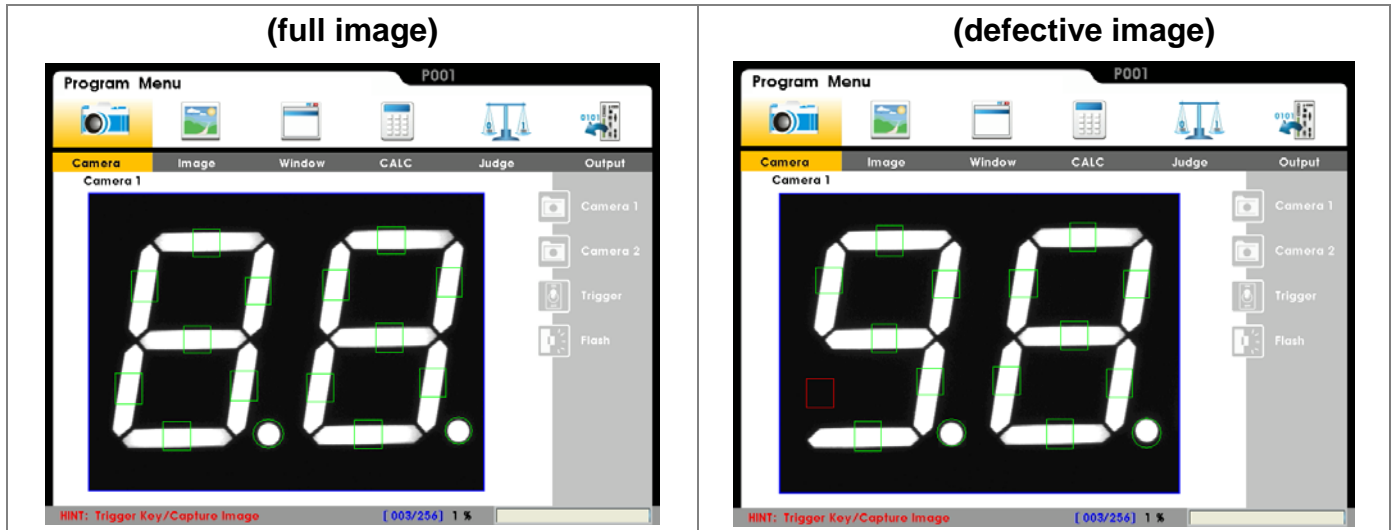 (full image)
(defective image)
Program Menu
P001
Camera
Image
Window
CALC
Judge
Output
Camera 1
Camera 1
Camera 2
Trigger
Flash
88.
HINT: Trigger Key/Capture Image
[ 003/256] 1 %
Program Menu
P001
Camera
Image
Window
CALC
Judge
Output
Camera 1
Camera 1
Camera 2
Trigger
Flash
98.
HINT: Trigger Key/Capture Image
[ 003/256] 1 %